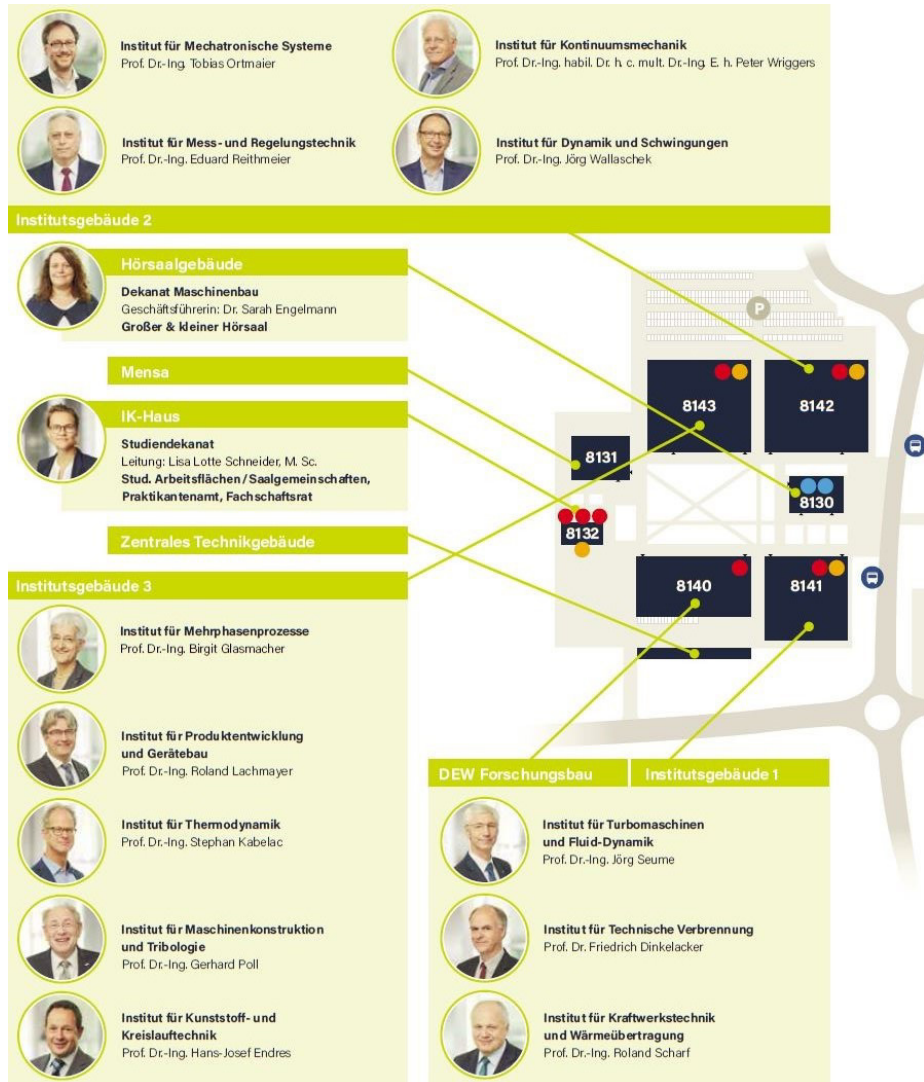 Institut für Mechatronische Systeme
Prof. Dr.-Ing. Tobias Ortmaier
Institut für Kontinuumsmechanik
Prof. Dr.-Ing. habil. Dr. h. c. mult. Dr.-Ing. E. h. Peter Wriggers
Institut für Mess- und Regelungstechnik
Prof. Dr.-Ing. Eduard Reithmeier
Institut für Dynamik und Schwingungen
Prof. Dr.-Ing. Jörg Wallaschek
Institutsgebäude 2
Hörsaalgebäude
Dekanat Maschinenbau
Geschäftsführerin: Dr. Sarah Engelmann
Großer & kleiner Hörsaal
Mensa
IK-Haus
Studiendekanat
Leitung: Lisa Lotte Schneider, M. Sc.
Stud. Arbeitsflächen / Saalgemeinschaften,
Praktikantenamt, Fachschaftsrat
Zentrales Technikgebäude
P
8143
8142
8131
8130
8132
8140
8141
Institutsgebäude 3
Institut für Mehrphasenprozesse
Prof. Dr.-Ing. Birgit Glasmacher
Institut für Produktentwicklung
und Gerätebau
Prof. Dr.-Ing. Roland Lachmayer
Institut für Thermodynamik
Prof. Dr.-Ing. Stephan Kabelac
Institut für Maschinenkonstruktion
und Tribologie
Prof. Dr.-Ing. Gerhard Poll
Institut für Kunststoff- und
Kreislauftechnik
Prof. Dr.-Ing. Hans-Josef Endres
DEW Forschungsbau
Institutsgebäude 1
Institut für Turbomaschinen
und Fluid-Dynamik
Prof. Dr.-Ing. Jörg Seume
Institut für Technische Verbrennung
Prof. Dr. Friedrich Dinkelacker
Institut für Kraftwerkstechnik
und Wärmeübertragung
Prof. Dr.-Ing. Roland Scharf